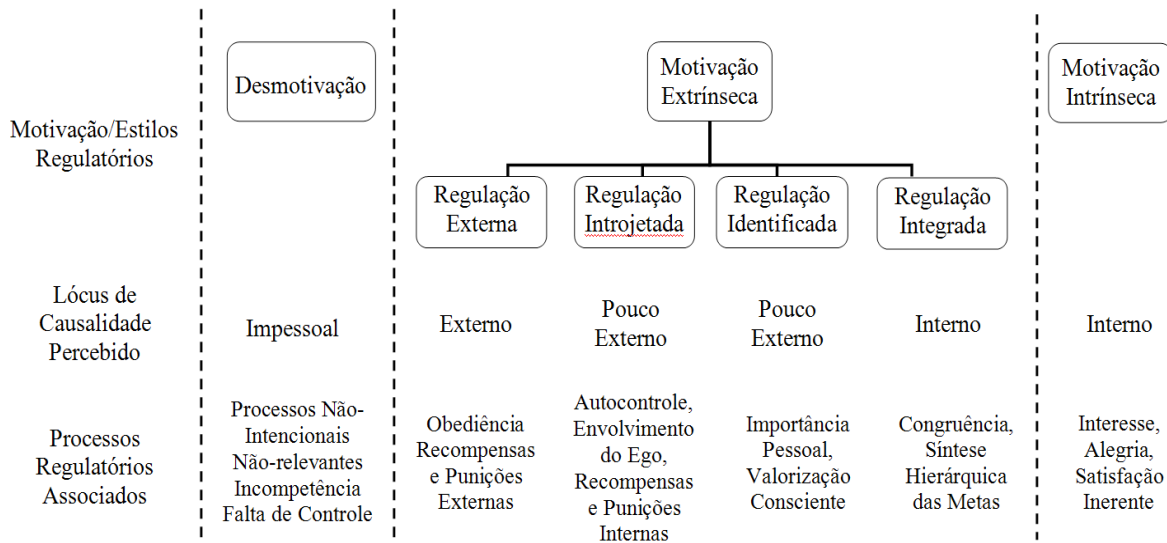 Motivação/Estilos
Regulatórios
Desmotivação
Motivação
Extrínseca
Motivação
Intrínseca
Regulação
Externa
Regulação
Introjetada
Regulação
Identificada
Regulação
Integrada
Lócus de
Causalidade
Percebido
Impessoal
Externo
Pouco
Externo
Pouco
Externo
Interno
Interno
Processos
Regulatórios
Associados
Processos Não-
Intencionais
Não-relevantes
Incompetência
Falta de Controle
Obediência
Recompensas
e Punições
Externas
Autocontrole,
Envolvimento
do Ego,
Recompensas
e Punições
Internas
Importância
Pessoal,
Valorização
Consciente
Congruência,
Síntese
Hierárquica
das Metas
Interesse,
Alegria,
Satisfação
Inerente